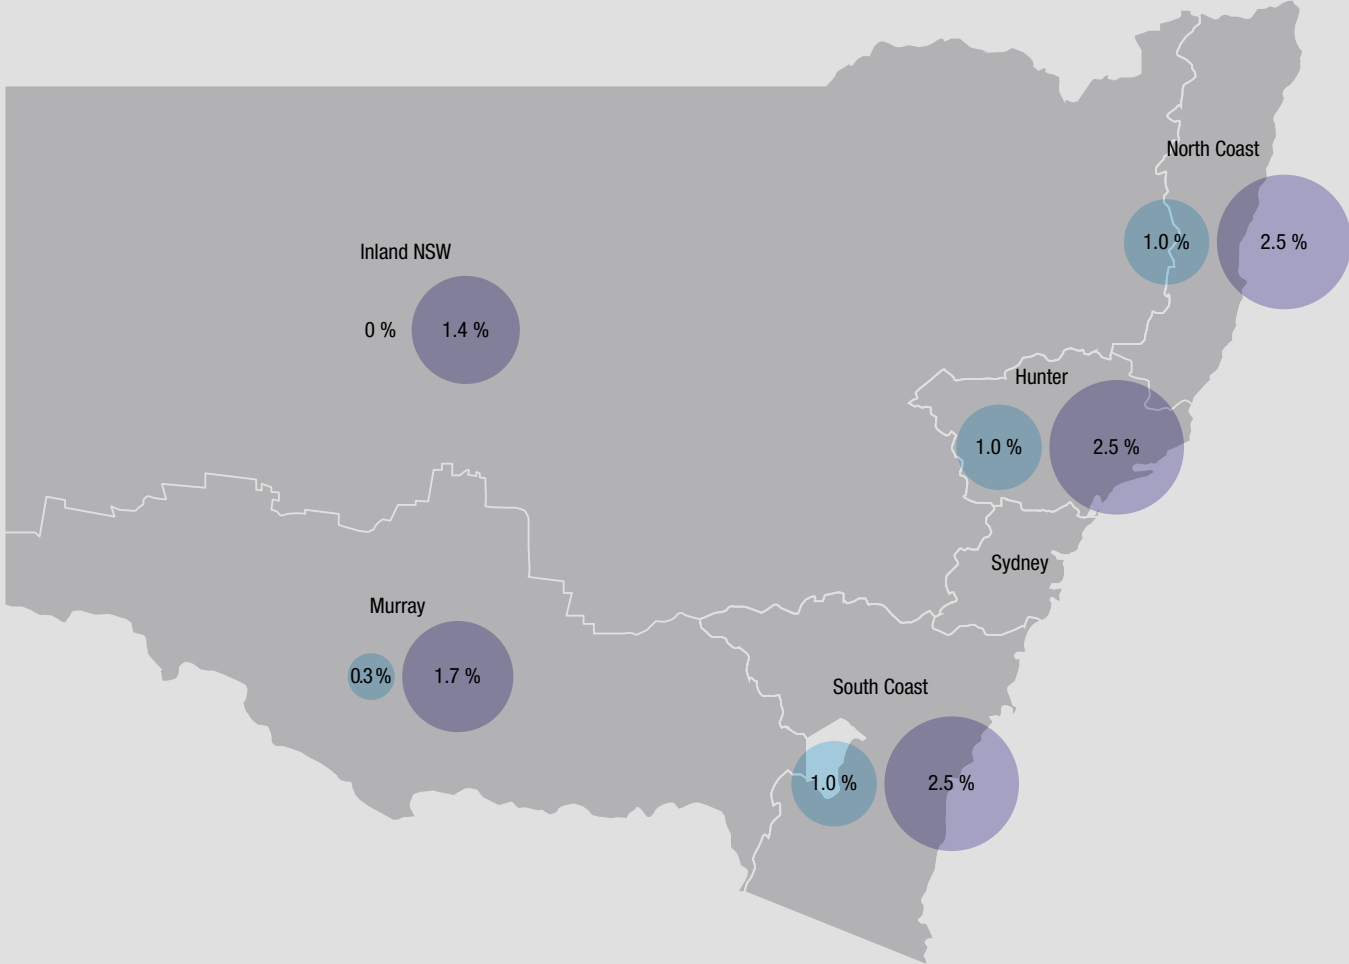 North Coast
1.0 %
2.5 %
Inland NSW
0 %
1.4 %
Hunter
1.0 %
2.5 %
Sydney
Murray
0.3 %
1.7 %
South Coast
1.0 %
2.5 %